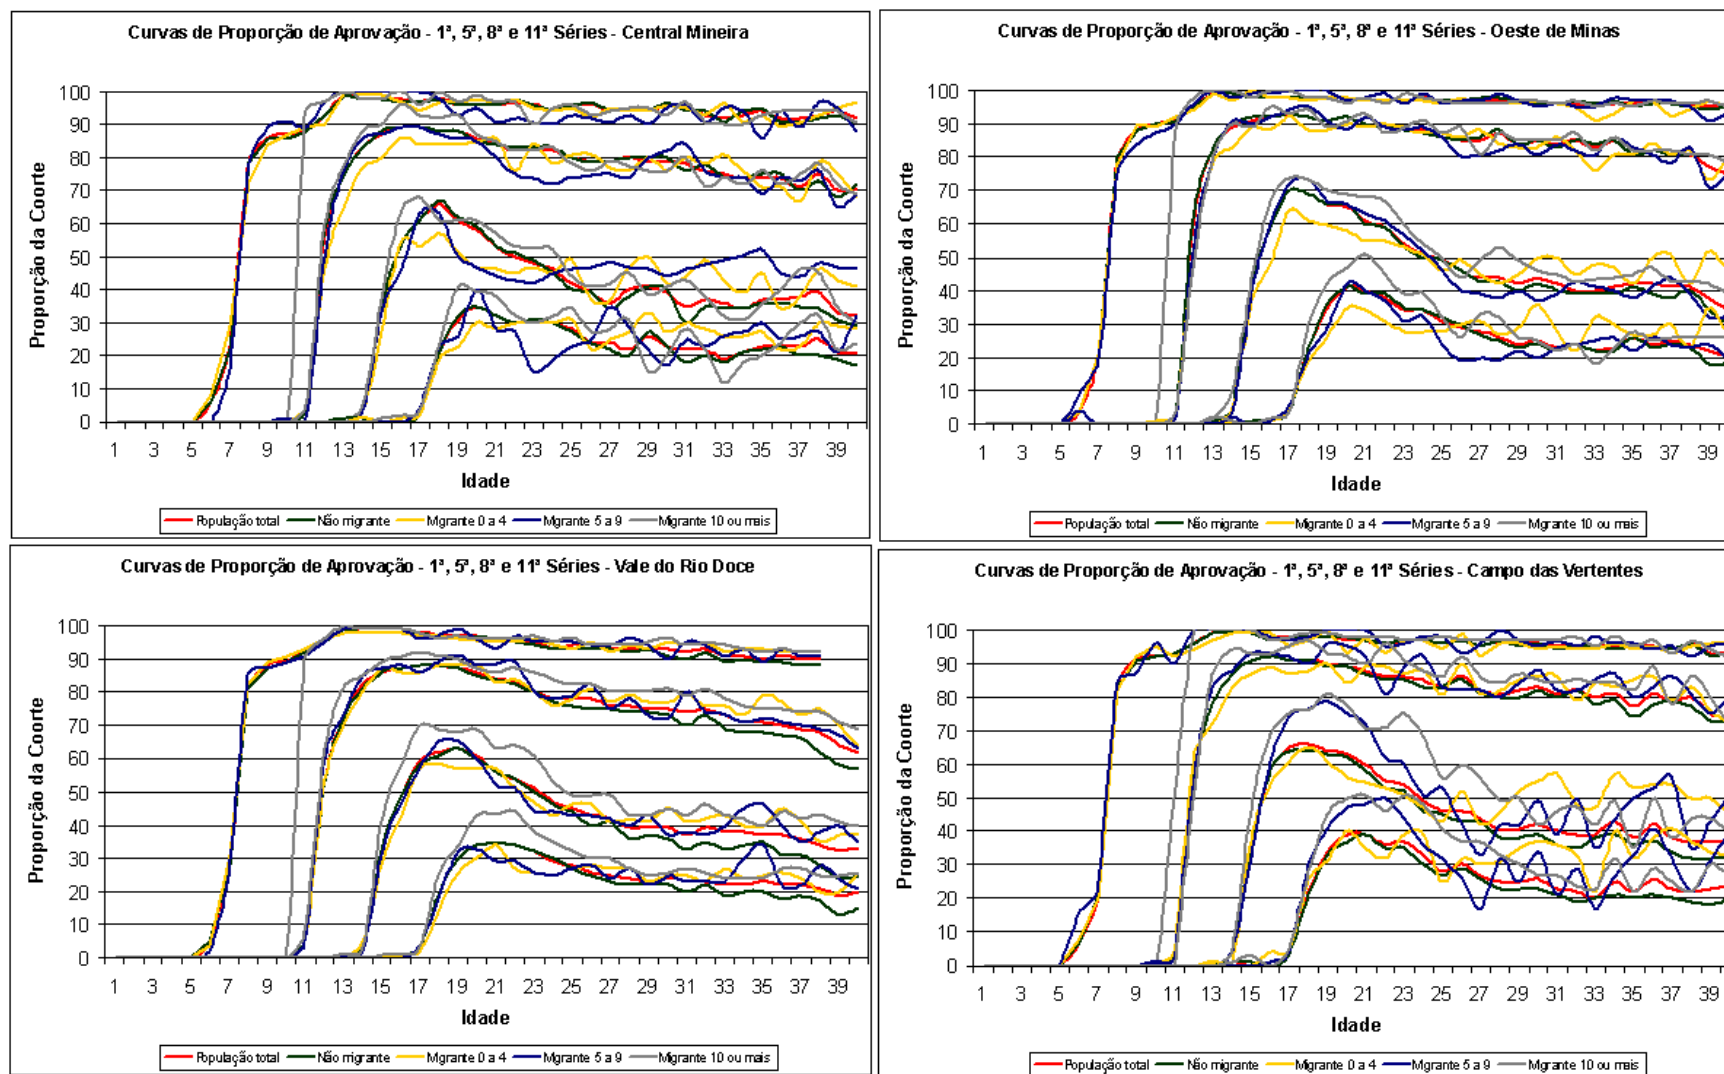 Curvas de Proporção de Aprovação - 1ª, 5ª, 8ª e 11ª Séries - Central Mineira
Proporção da Coorte
100
90
80
70
60
50
40
30
20
10
0
1 3 5 7 9 11 13 15 17 19 21 23 25 27 29 31 33 35 37 39
Idade
População total Não migrante Migrante 0 a 4 Migrante 5 a 9 Migrante 10 ou mais
Curvas de Proporção de Aprovação - 1ª, 5ª, 8ª e 11ª Séries - Oeste de Minas
Proporção da Coorte
100
90
80
70
60
50
40
30
20
10
0
1 3 5 7 9 11 13 15 17 19 21 23 25 27 29 31 33 35 37 39
Idade
População total Não migrante Migrante 0 a 4 Migrante 5 a 9 Migrante 10 ou mais
Curvas de Proporção de Aprovação - 1ª, 5ª, 8ª e 11ª Séries - Vale do Rio Doce
Proporção da Coorte
100
90
80
70
60
50
40
30
20
10
0
1 3 5 7 9 11 13 15 17 19 21 23 25 27 29 31 33 35 37 39
Idade
População total Não migrante Migrante 0 a 4 Migrante 5 a 9 Migrante 10 ou mais
Curvas de Proporção de Aprovação - 1ª, 5ª, 8ª e 11ª Séries - Campo das Vertentes
Proporção da Coorte
100
90
80
70
60
50
40
30
20
10
0
1 3 5 7 9 11 13 15 17 19 21 23 25 27 29 31 33 35 37 39
Idade
População total Não migrante Migrante 0 a 4 Migrante 5 a 9 Migrante 10 ou mais